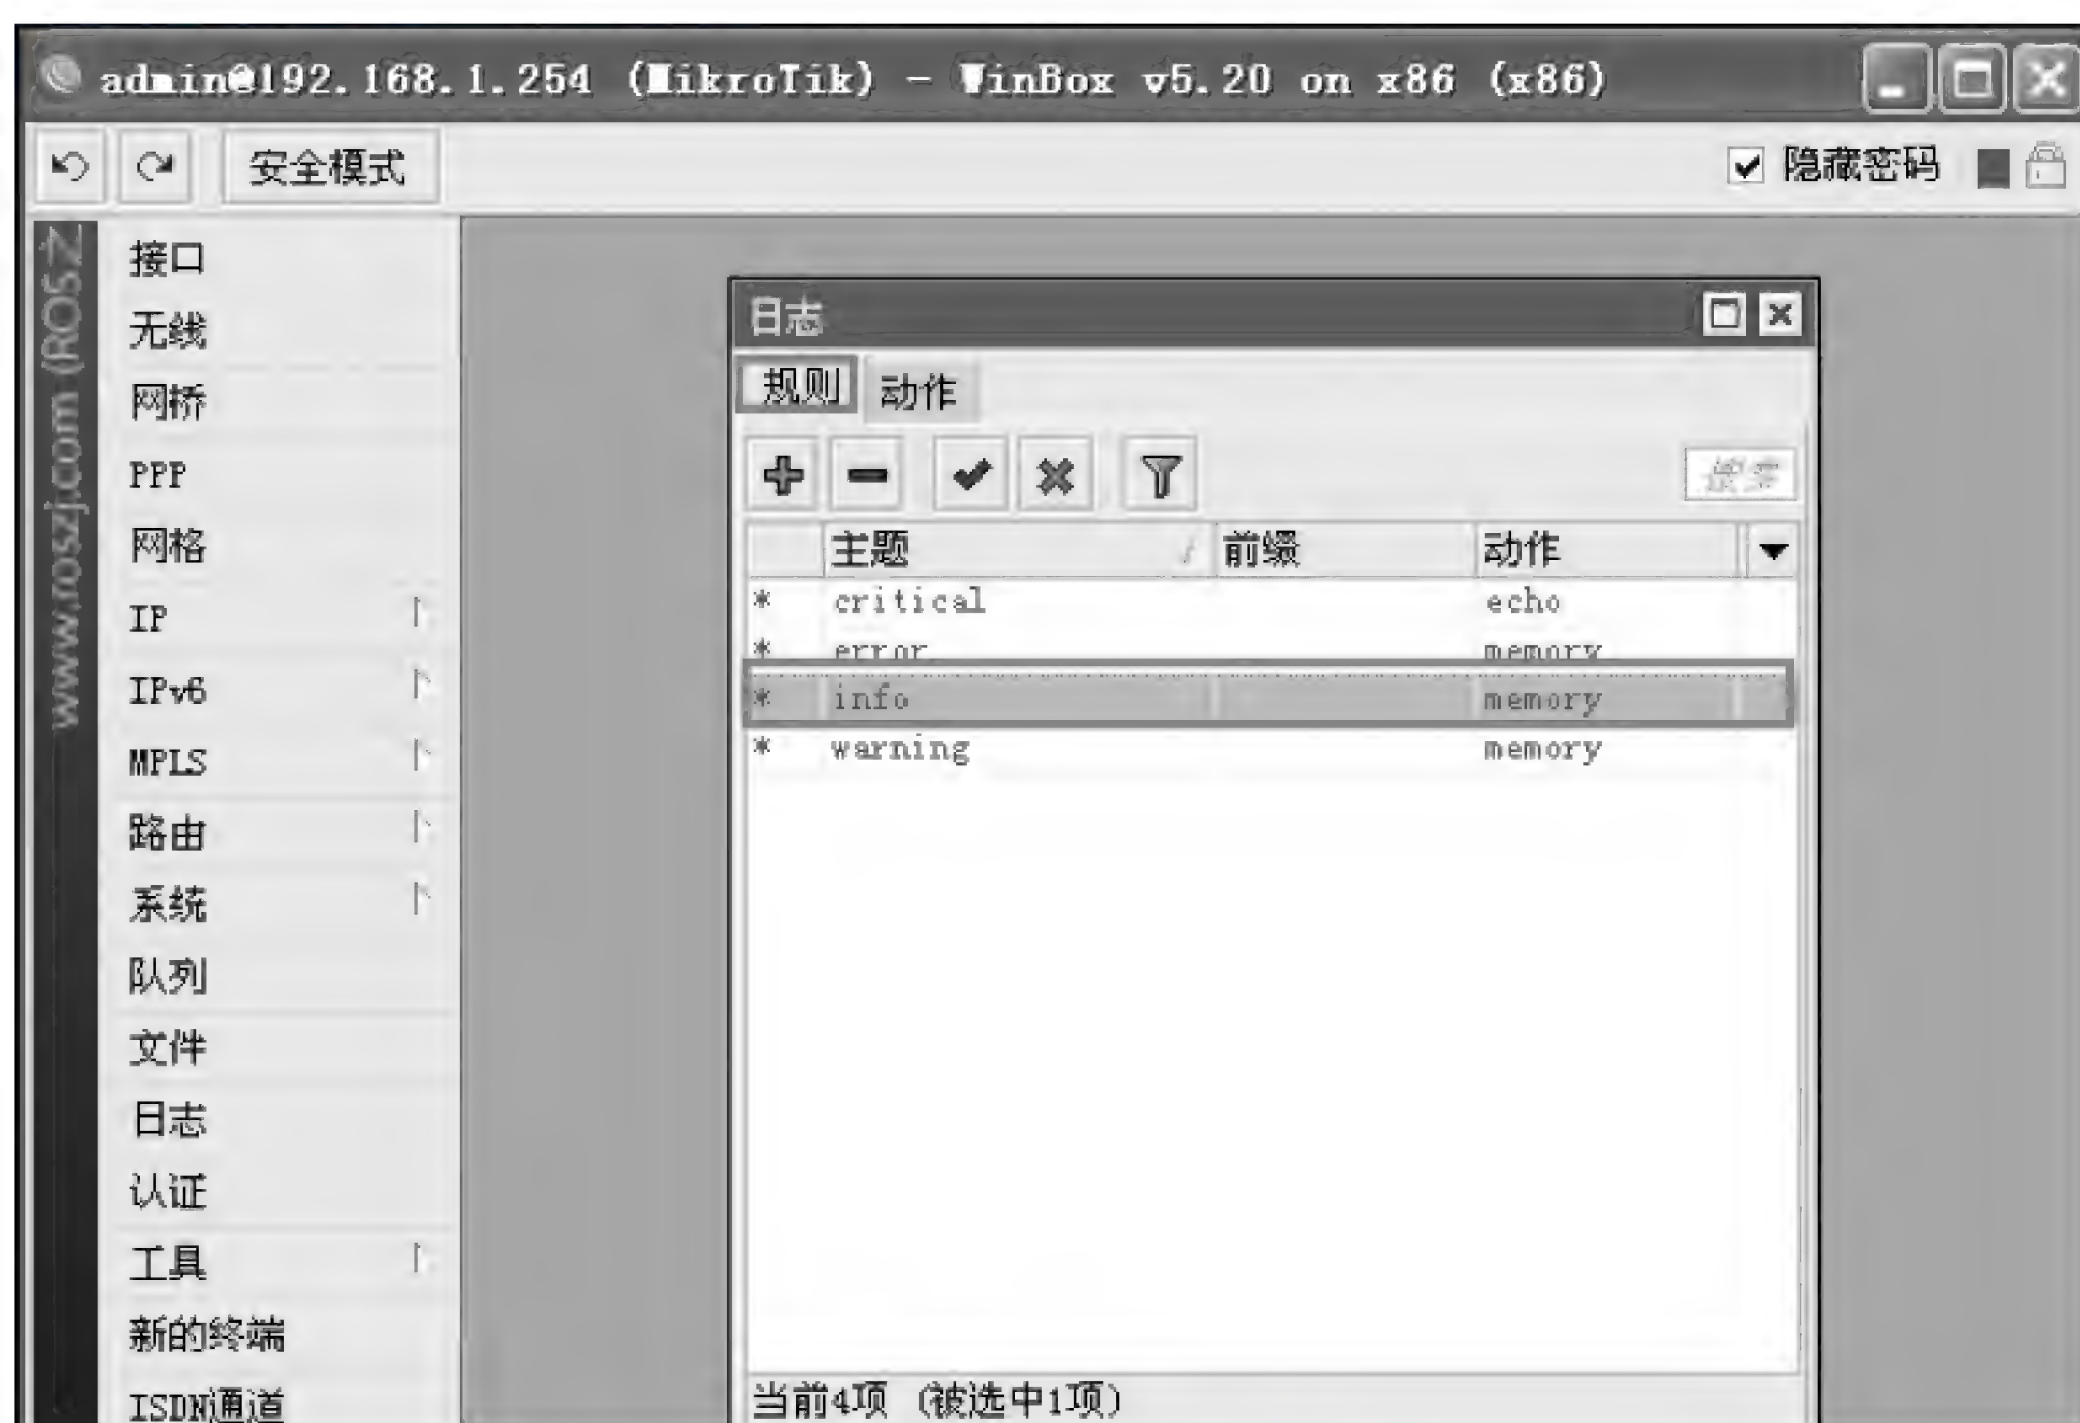 admin@192.168.1.254 (MikroTik) - WinBox v5.20 on x86 (x86)
安全模式
隐藏密码
www.roszj.com (ROSZ
接口
无线
网桥
PPP
网格
IP
IPv6
MPLS
路由
系统
队列
文件
日志
认证
工具
新的终端
ISDN通道
日志
规则 动作
主题 前缀 动作
* critical echo
* error memory
* info memory
* warning memory
当前4项 (被选中1项)